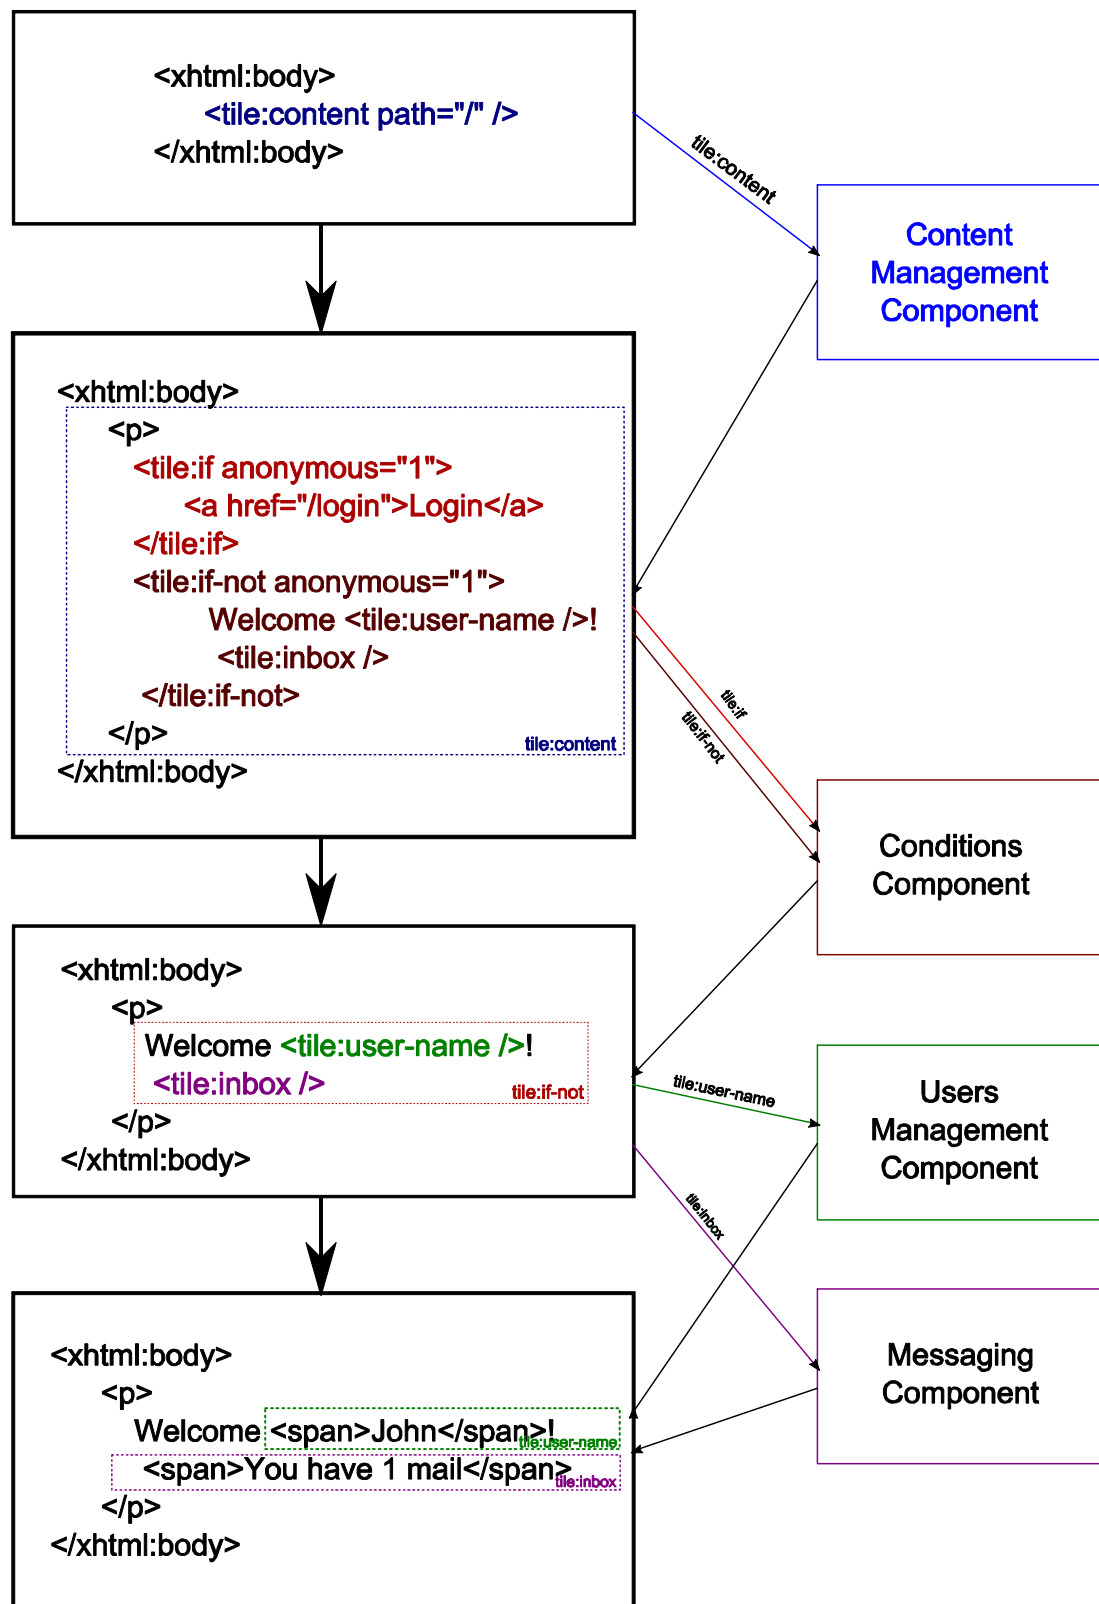 <xhtml:body>
<tile:content path="/" />
</xhtml:body>
tile:content
Content
Management
Component
<xhtml:body>
<p>
<tile:if anonymous="1">
<a href="/login">Login</a>
</tile:if>
<tile:if-not anonymous="1">
Welcome <tile:user-name />!
<tile:inbox />
</tile:if-not>
</p>
tile:content
</xhtml:body>
tile:if
tile:if-not
Conditions
Component
<xhtml:body>
<p>
Welcome <tile:user-name />!
<tile:inbox />
tile:if-not
</p>
</xhtml:body>
tile:user-name
Users
Management
Component
tile:inbox
Messaging
Component
<xhtml:body>
<p>
Welcome <span>John</span>!
tile:user-name
<span>You have 1 mail</span>
tile:inbox
</p>
</xhtml:body>